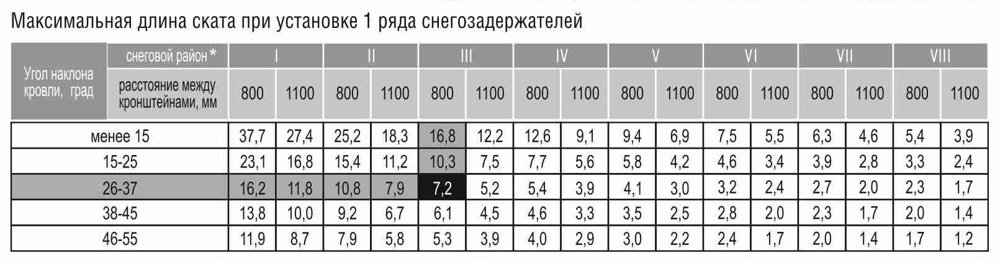 Максимальная длина ската при установке 1 ряда снегозадержателей
Угол наклона кровли, град снеговой район* I II III IV V VI VII VIII
расстояние между кронштейнами, мм 800 1100 800 1100 800 1100 800 1100 800 1100 800 1100 800 1100 800 1100
менее 15 37,7 27,4 25,2 18,3 16,8 12,2 12,6 9,1 9,4 6,9 7,5 5,5 6,3 4,6 5,4 3,9
15-25 23,1 16,8 15,4 11,2 10,3 7,5 7,7 5,6 5,8 4,2 4,6 3,4 3,9 2,8 3,3 2,4
26-37 16,2 11,8 10,8 7,9 7,2 5,2 5,4 3,9 4,1 3,0 3,2 2,4 2,7 2,0 2,3 1,7
38-45 13,8 10,0 9,2 6,7 6,1 4,5 4,6 3,3 3,5 2,5 2,8 2,0 2,3 1,7 2,0 1,4
46-55 11,9 8,7 7,9 5,8 5,3 3,9 4,0 2,9 3,0 2,2 2,4 1,7 2,0 1,4 1,7 1,2